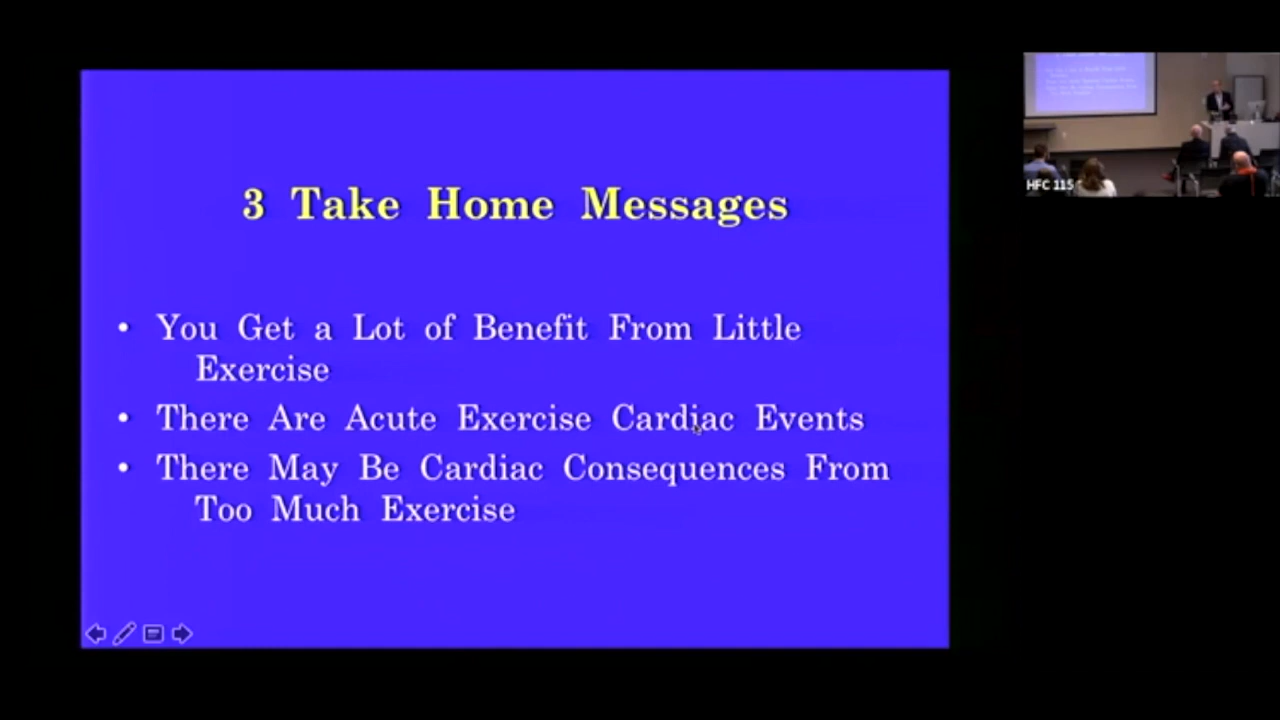 3 Take Home Messages
• You Get a Lot of Benefit From Little
Exercise
• There Are Acute Exercise Cardiac Events
• There May Be Cardiac Consequences From
Too Much Exercise
HFC 115